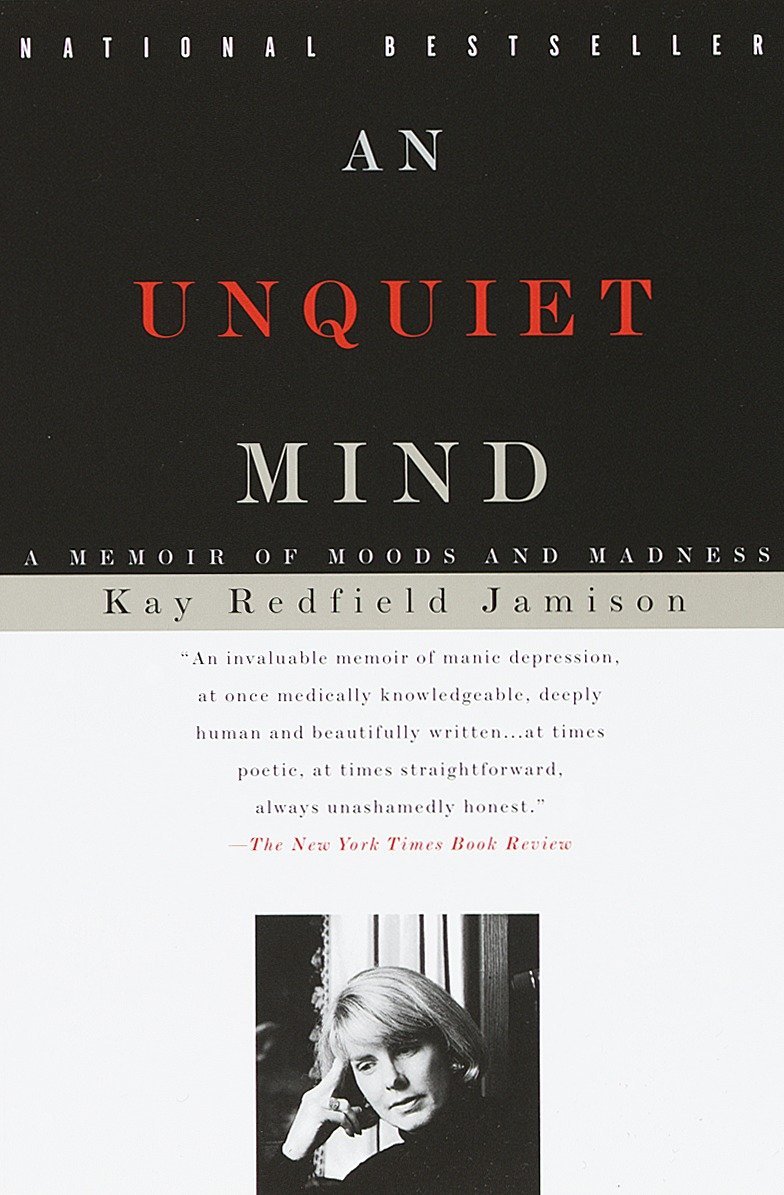 NATIONAL BESTSELLER
AN
UNQUIET
MIND
A MEMOIR OF MOODS AND MADNESS
Kay Redfield Jamison
“An invaluable memoir of manic depression,
at once medically knowledgeable, deeply
human and beautifully written...at times
poetic, at times straightforward,
always unashamedly honest.”
—The New York Times Book Review